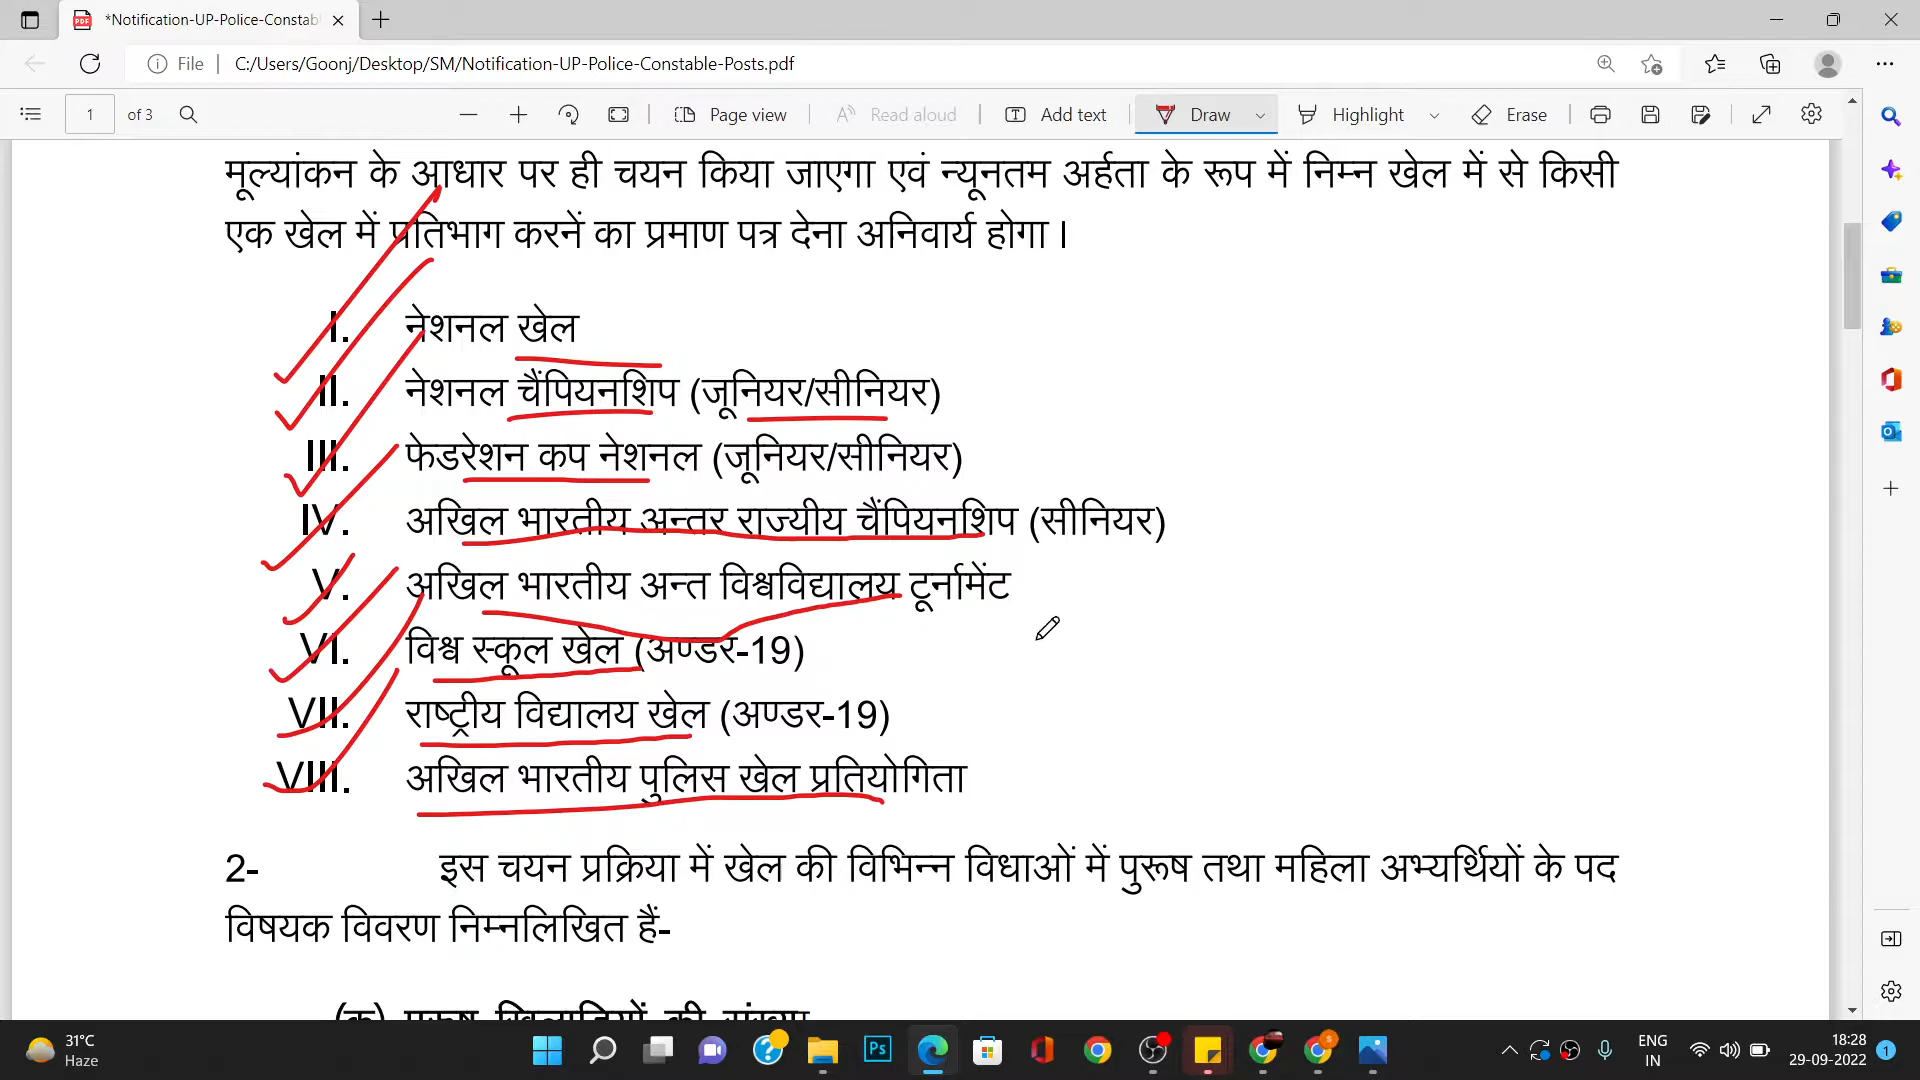 *Notification-UP-Police-Constab
File
C:/Users/Goonj/Desktop/SM/Notification-UP-Police-Constable-Posts.pdf
1 of 3
Page view
Read aloud
Add text
Draw
Highlight
Erase
मूल्यांकन के आधार पर ही चयन किया जाएगा एवं न्यूनतम अर्हता के रूप में निम्न खेल में से किसी
एक खेल में प्रतिभाग करनें का प्रमाण पत्र देना अनिवार्य होगा ।
I. नेशनल खेल
II. नेशनल चैंपियनशिप (जूनियर/सीनियर)
III. फेडरेशन कप नेशनल (जूनियर/सीनियर)
IV. अखिल भारतीय अन्तर राज्यीय चैंपियनशिप (सीनियर)
V. अखिल भारतीय अन्त विश्वविद्यालय टूर्नामेंट
VI. विश्व स्कूल खेल (अण्डर-19)
VII. राष्ट्रीय विद्यालय खेल (अण्डर-19)
VIII. अखिल भारतीय पुलिस खेल प्रतियोगिता
2- इस चयन प्रक्रिया में खेल की विभिन्न विधाओं में पुरूष तथा महिला अभ्यर्थियों के पद
विषयक विवरण निम्नलिखित हैं-
(क) पुरूष खिलाड़ियों की संख्या
31°C
Haze
Ps
ENG
IN
18:28
29-09-2022
1